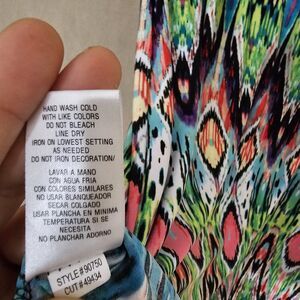 HAND WASH COLD
WITH LIKE COLORS
DO NOT BLEACH
LINE DRY
IRON ON LOWEST SETTING
AS NEEDED
DO NOT IRON DECORATION/
LAVAR A MANO
CON AGUA FRIA
CON COLORES SIMILARES
NO USAR BLANQUEADOR
SECAR COLGADO
USAR PLANCHA EN MINIMA
TEMPERATURA SI SE
NECESITA
NO PLANCHAR ADORNO
STYLE#90750
CUT#49434